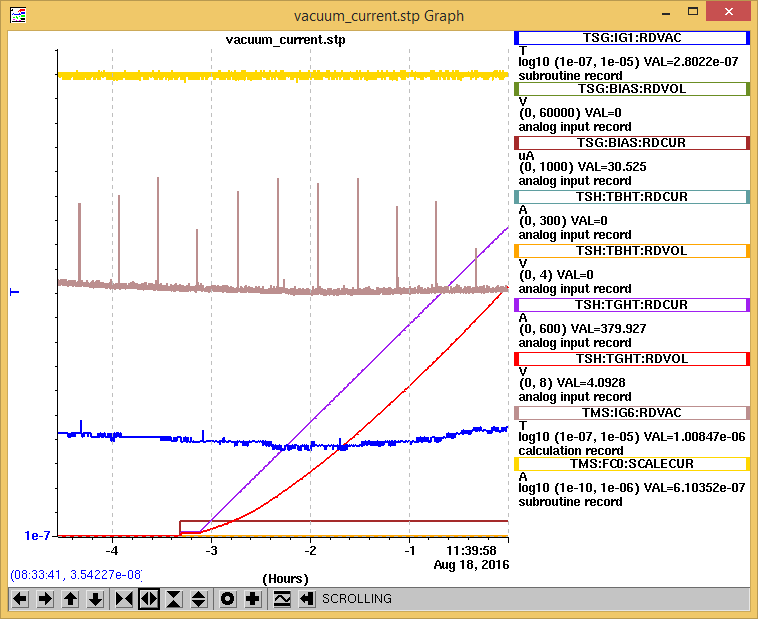 vacuum_current.stp Graph
vacuum_current.stp
T
1e-7
-4
-3
-2
-1
11:39:58
Aug 18, 2016
(Hours)
(08:33:41, 3.54227e-08)
TSG:IG1:RDVAC
T
log10 (1e-07, 1e-05) VAL=2.8022e-07
subroutine record
TSG:BIAS:RDVOL
V
(0, 60000) VAL=0
analog input record
TSG:BIAS:RDCUR
uA
(0, 1000) VAL=30.525
analog input record
TSH:TBHT:RDCUR
A
(0, 300) VAL=0
analog input record
TSH:TBHT:RDVOL
V
(0, 4) VAL=0
analog input record
TSH:TGHT:RDCUR
A
(0, 600) VAL=379.927
analog input record
TSH:TGHT:RDVOL
V
(0, 8) VAL=4.0928
analog input record
TMS:IG6:RDVAC
T
log10 (1e-07, 1e-05) VAL=1.00847e-06
calculation record
TMS:FC0:SCALECUR
A
log10 (1e-10, 1e-06) VAL=6.10352e-07
subroutine record
SCROLLING